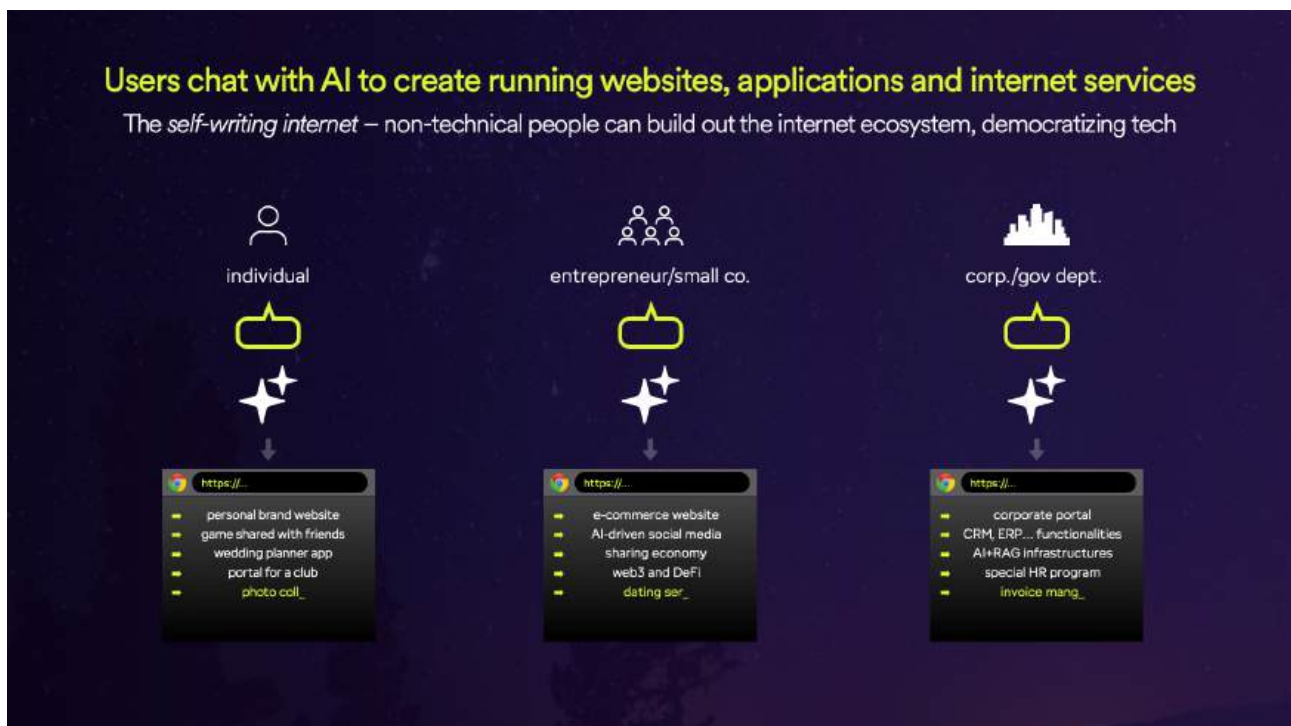 Users chat with AI to create running websites, applications and internet services
The self-writing internet – non-technical people can build out the internet ecosystem, democratizing tech
individual
https://...
personal brand website
game shared with friends
wedding planner app
portal for a club
photo coll_
entrepreneur/small co.
https://....
e-commerce website
AI-driven social media
sharing economy
web3 and DeFi
dating ser_
corp./gov dept.
https://...
corporate portal
CRM, ERP... functionalities
AI+RAG infrastructures
special HR program
invoice mang_